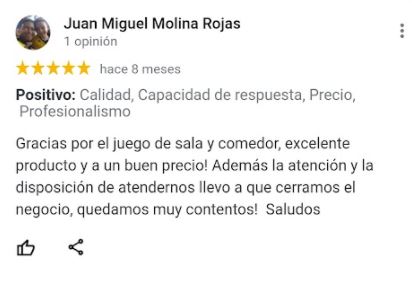 Juan Miguel Molina Rojas
1 opinión
hace 8 meses
Positivo: Calidad, Capacidad de respuesta, Precio,
Profesionalismo
Gracias por el juego de sala y comedor, excelente
producto y a un buen precio! Además la atención y la
disposición de atendernos llevo a que cerramos el
negocio, quedamos muy contentos!  Saludos